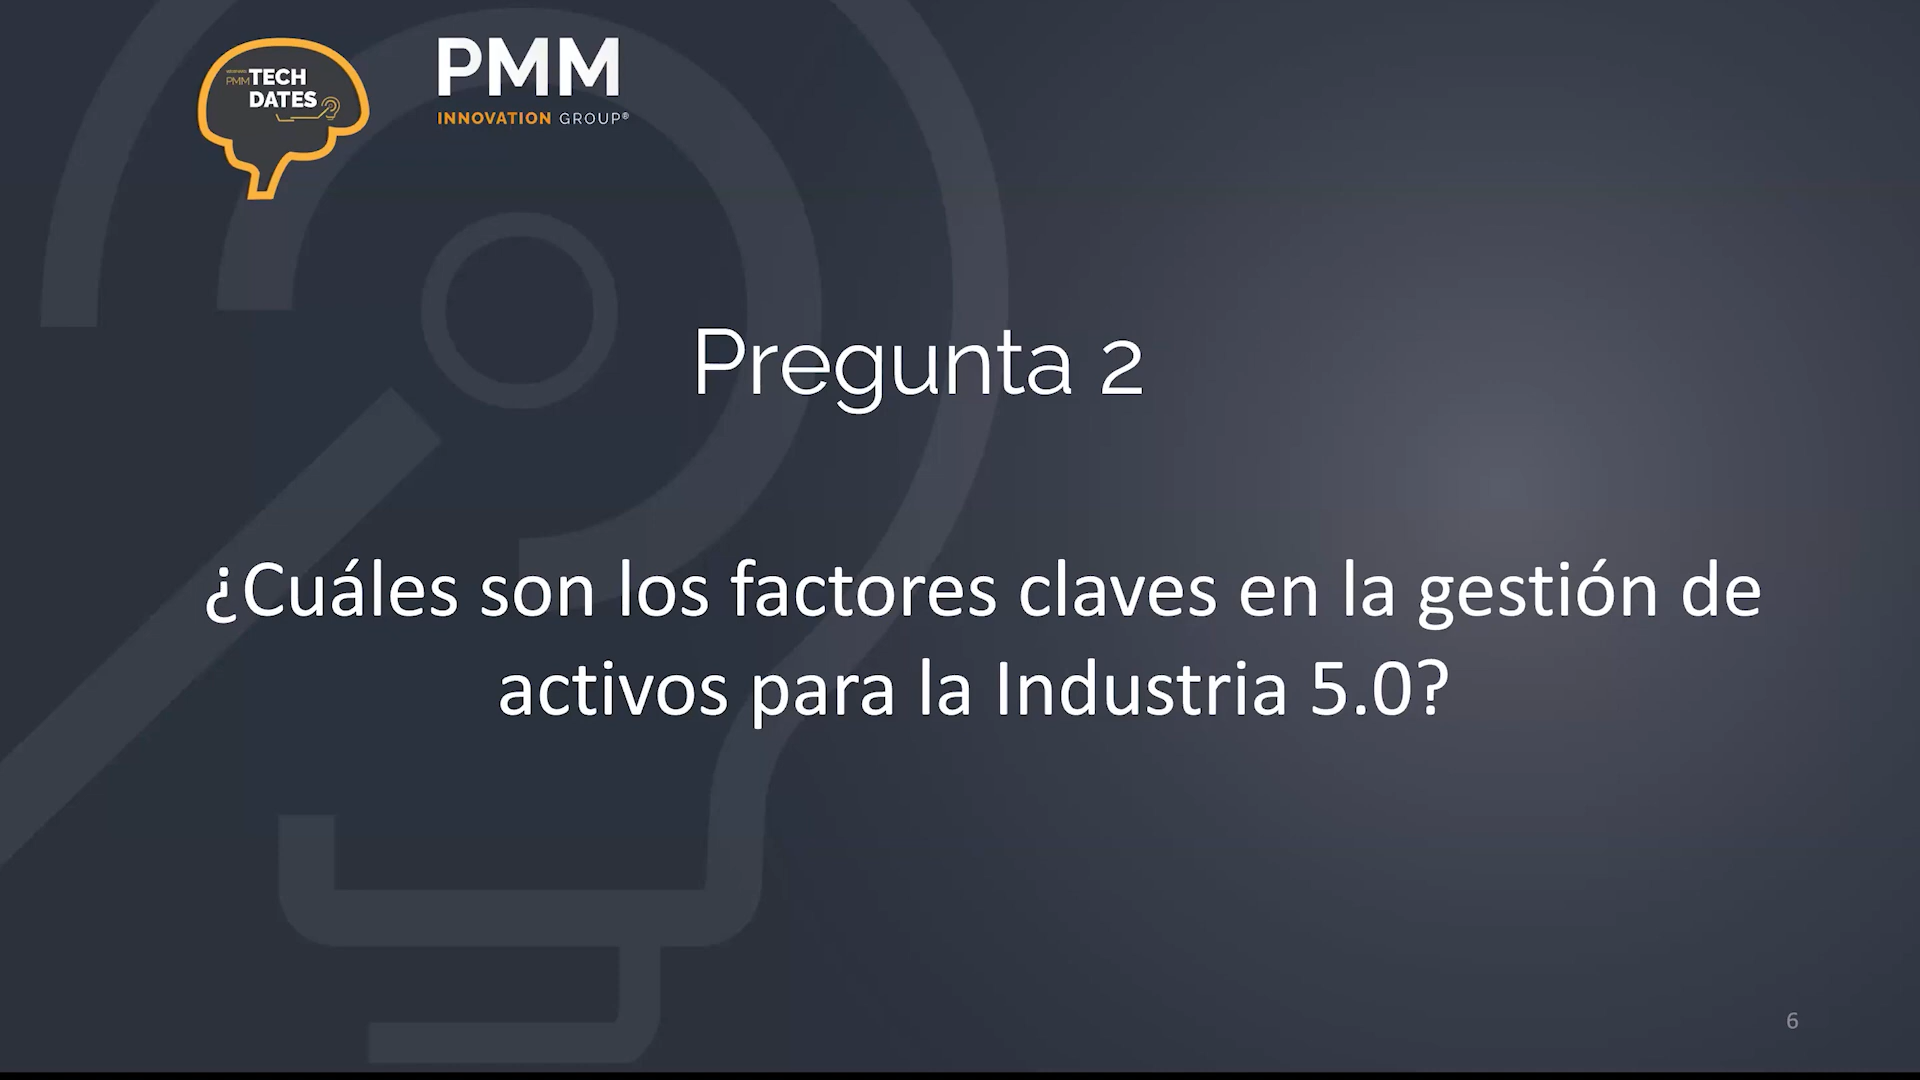 TECH
PMM
DATES
PMM
INNOVATION GROUP®
Pregunta 2
¿Cuáles son los factores claves en la gestión de
activos para la Industria 5.0?
6